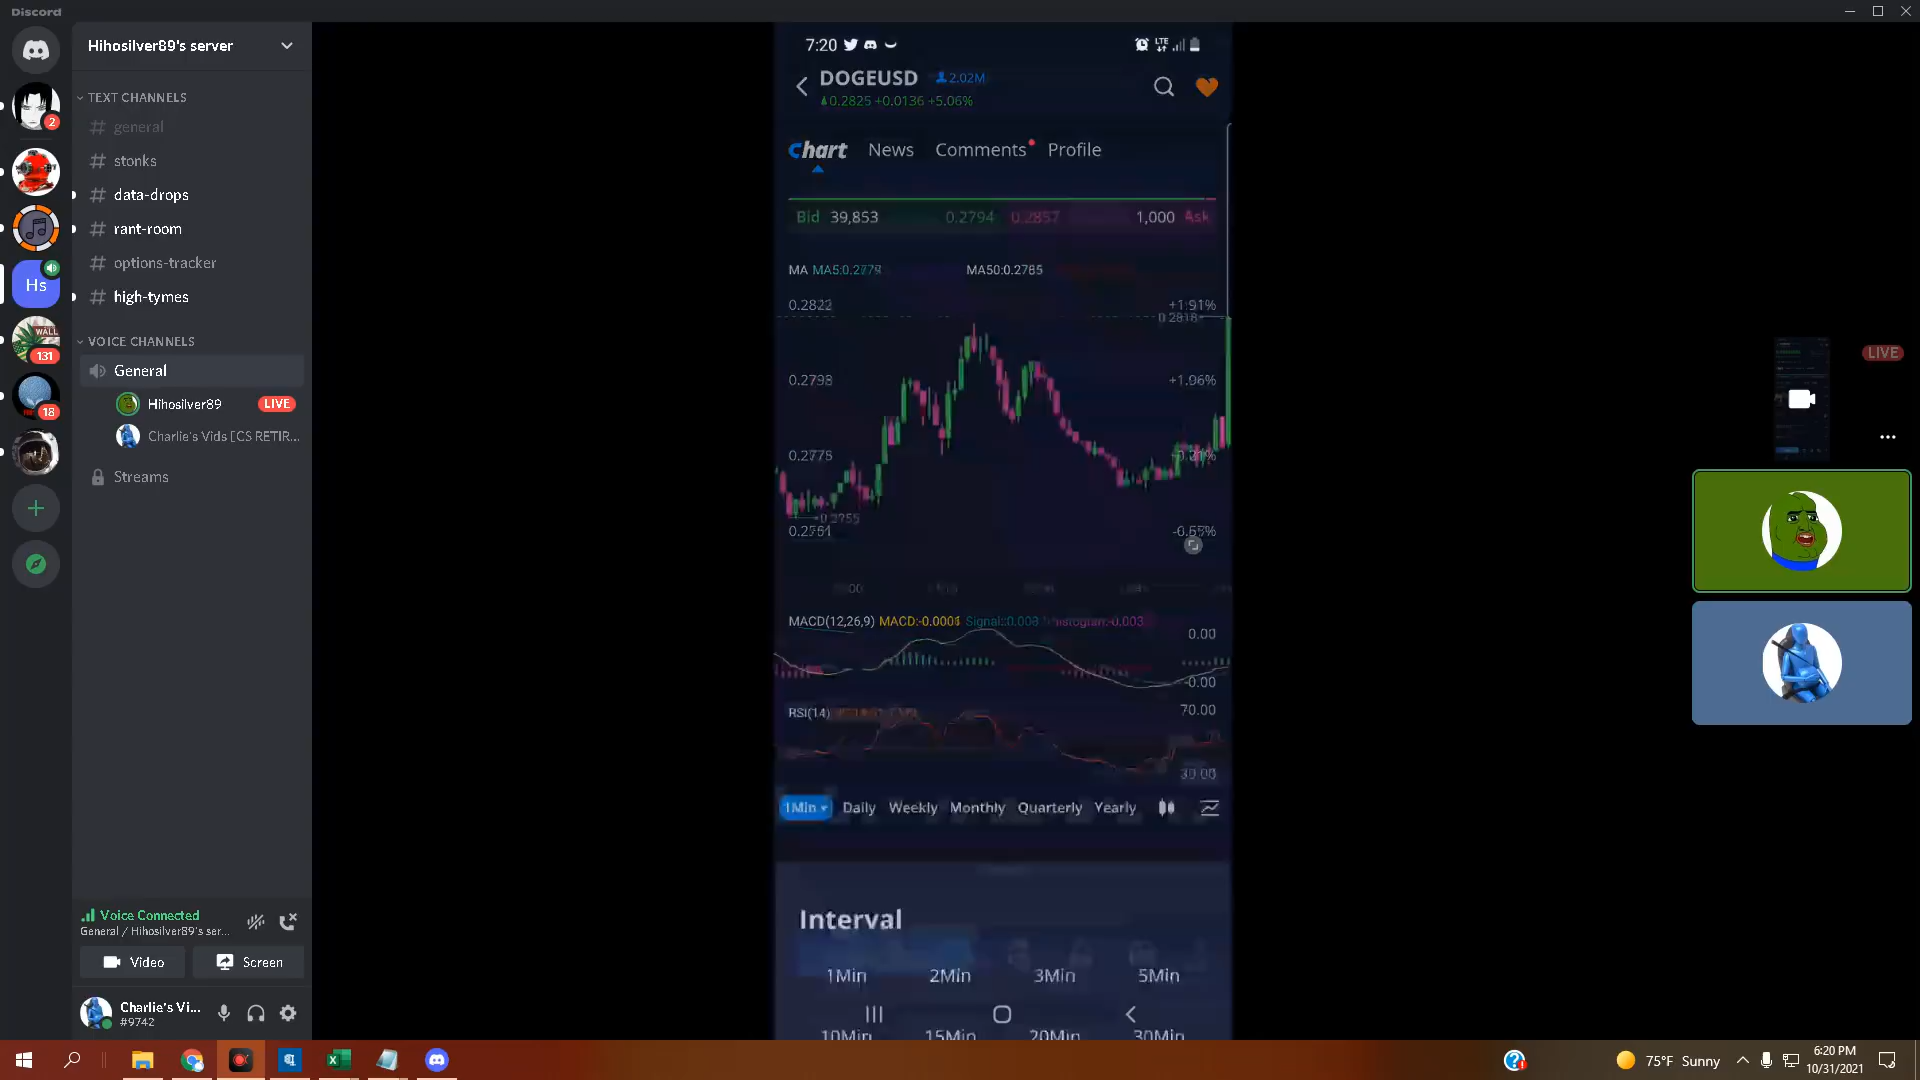 Discord
Hihosilver89's server
TEXT CHANNELS
general
stonks
data-drops
rant-room
options-tracker
high-tymes
VOICE CHANNELS
General
Hihosilver89 LIVE
Charlie's Vids [CS RETIR...
Streams
2
Hs
WALL
131
18
Voice Connected
General / Hihosilver89's ser...
Video Screen
Charlie's Vi...
#9742
7:20 LTE
DOGEUSD 2.02M
0.2825 +0.0136 +5.06%
Chart News Comments Profile
Bid 39,853 0.2794 0.2857 1,000 Ask
MA MA5:0.2779 MA50:0.2765
0.2822 +1.91%
0.2818
0.2798 +1.06%
0.2775
0.2755
MACD(12,26,9) MACD:-0.0001
0.00
-0.00
RSI(14) 70.00
30.00
1Min Daily Weekly Monthly Quarterly Yearly
Interval
1Min 2Min 3Min 5Min
10Min 15Min 20Min 30Min
LIVE
75°F Sunny
6:20 PM
10/31/2021